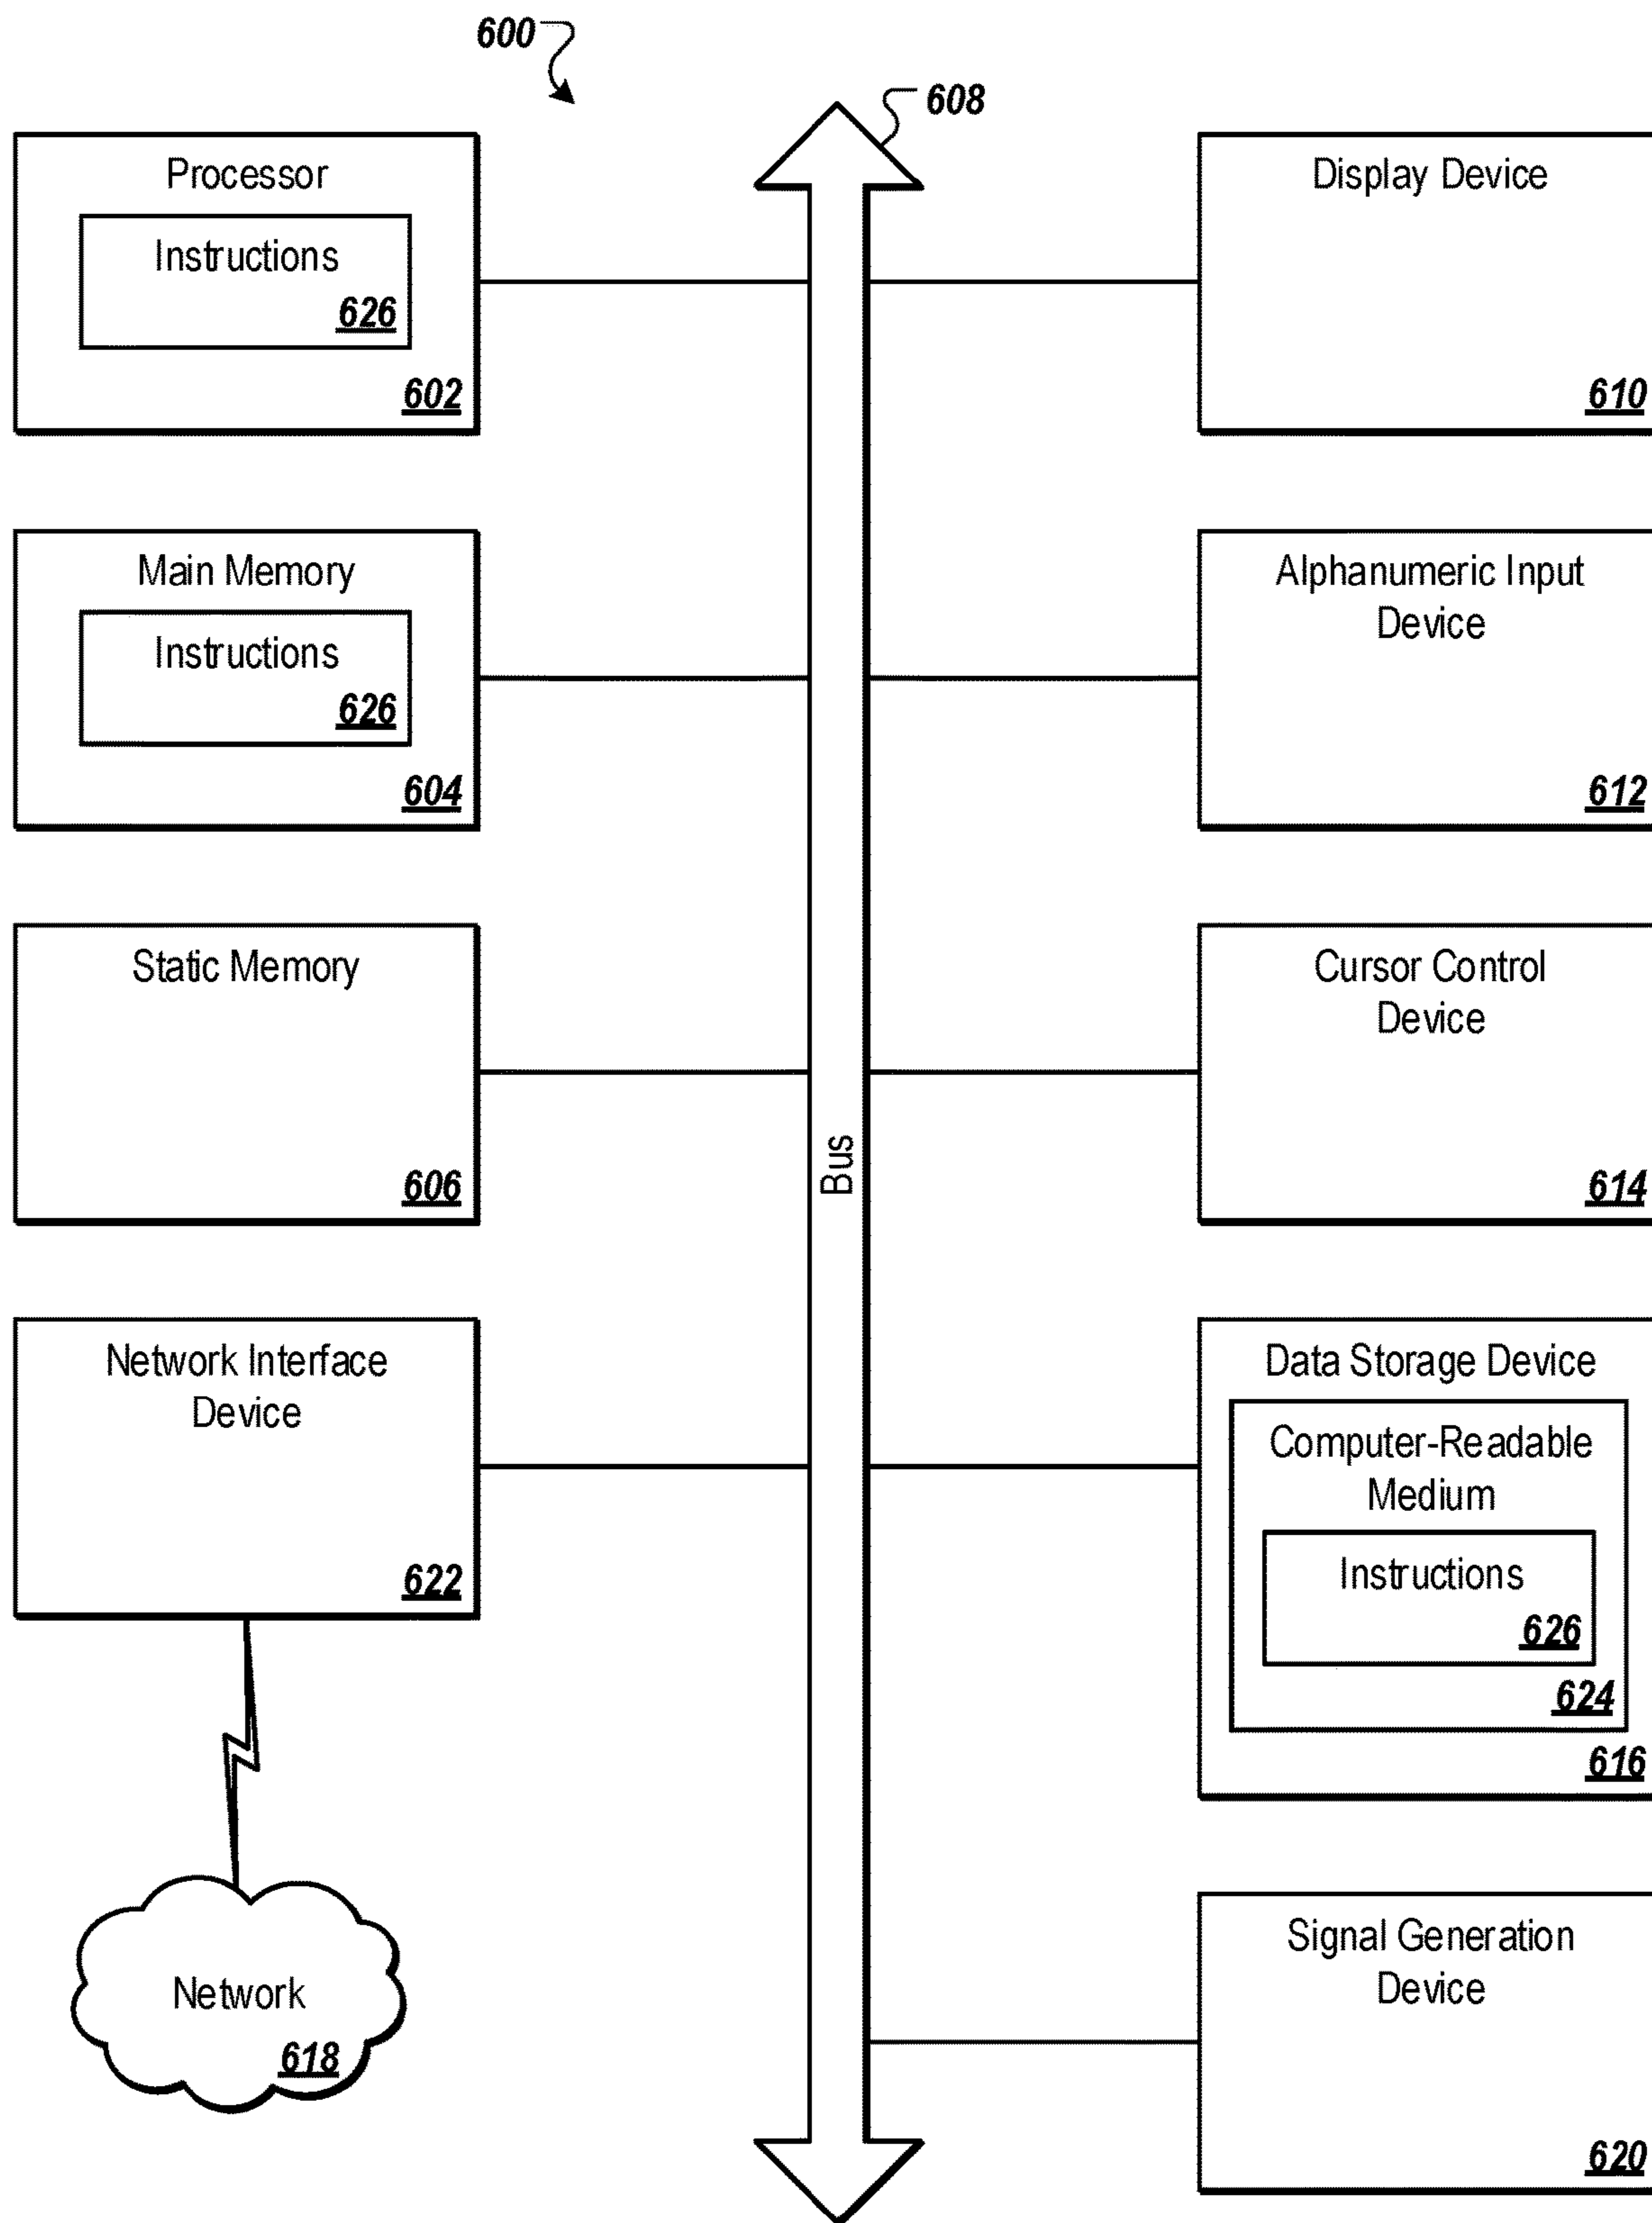 600
608
Processor
Instructions
626
602
Display Device
610
Main Memory
Instructions
626
604
Alphanumeric Input
Device
612
Static Memory
606
Cursor Control
Device
614
Bus
Network Interface
Device
622
Data Storage Device
Computer-Readable
Medium
Instructions
626
624
616
Network
618
Signal Generation
Device
620